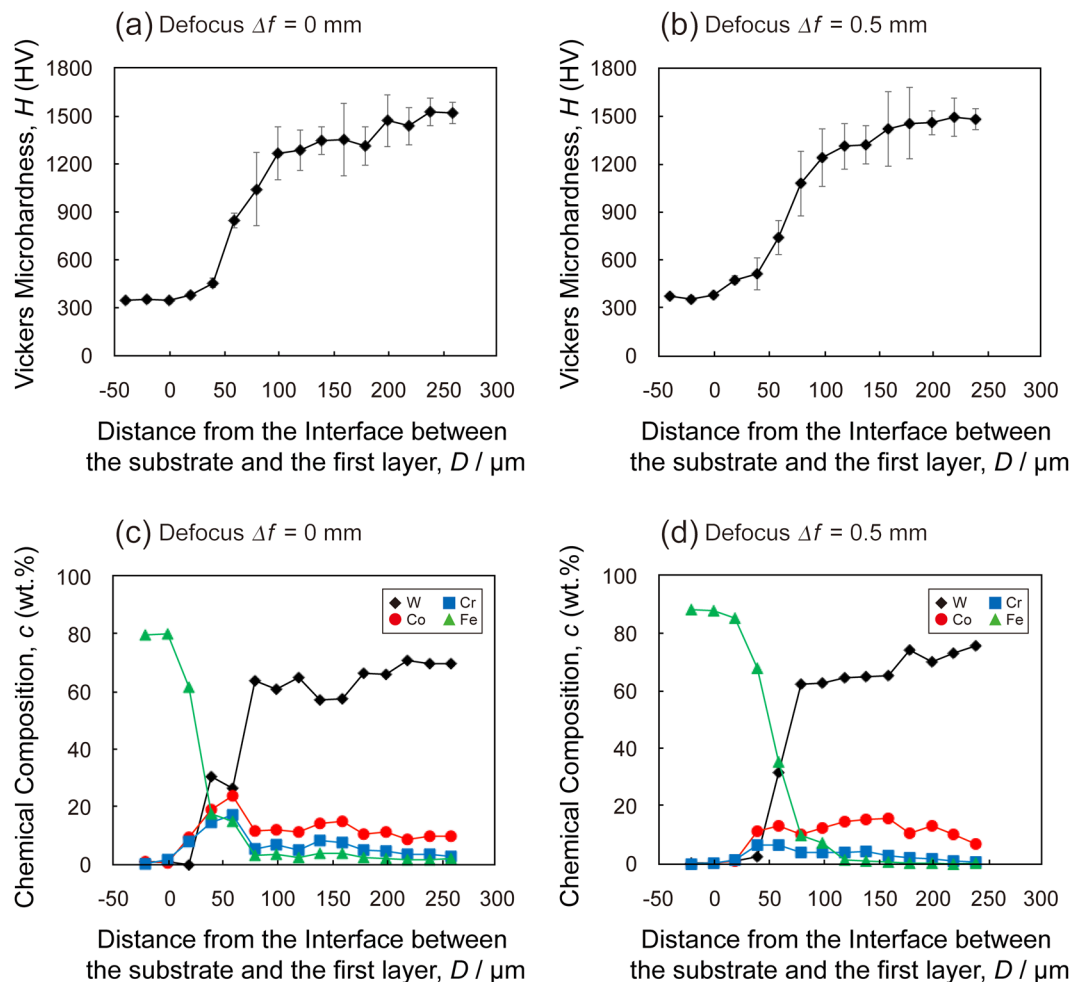 (a) Defocus Δf = 0 mm
Vickers Microhardness, H (HV)
1800
1500
1200
900
600
300
0
-50 0 50 100 150 200 250 300
Distance from the Interface between
the substrate and the first layer, D / µm
(b) Defocus Δf = 0.5 mm
Vickers Microhardness, H (HV)
1800
1500
1200
900
600
300
0
-50 0 50 100 150 200 250 300
Distance from the Interface between
the substrate and the first layer, D / µm
(c) Defocus Δf = 0 mm
Chemical Composition, c (wt.%)
100
80
60
40
20
0
W Cr
Co Fe
-50 0 50 100 150 200 250 300
Distance from the Interface between
the substrate and the first layer, D / µm
(d) Defocus Δf = 0.5 mm
Chemical Composition, c (wt.%)
100
80
60
40
20
0
W Cr
Co Fe
-50 0 50 100 150 200 250 300
Distance from the Interface between
the substrate and the first layer, D / µm